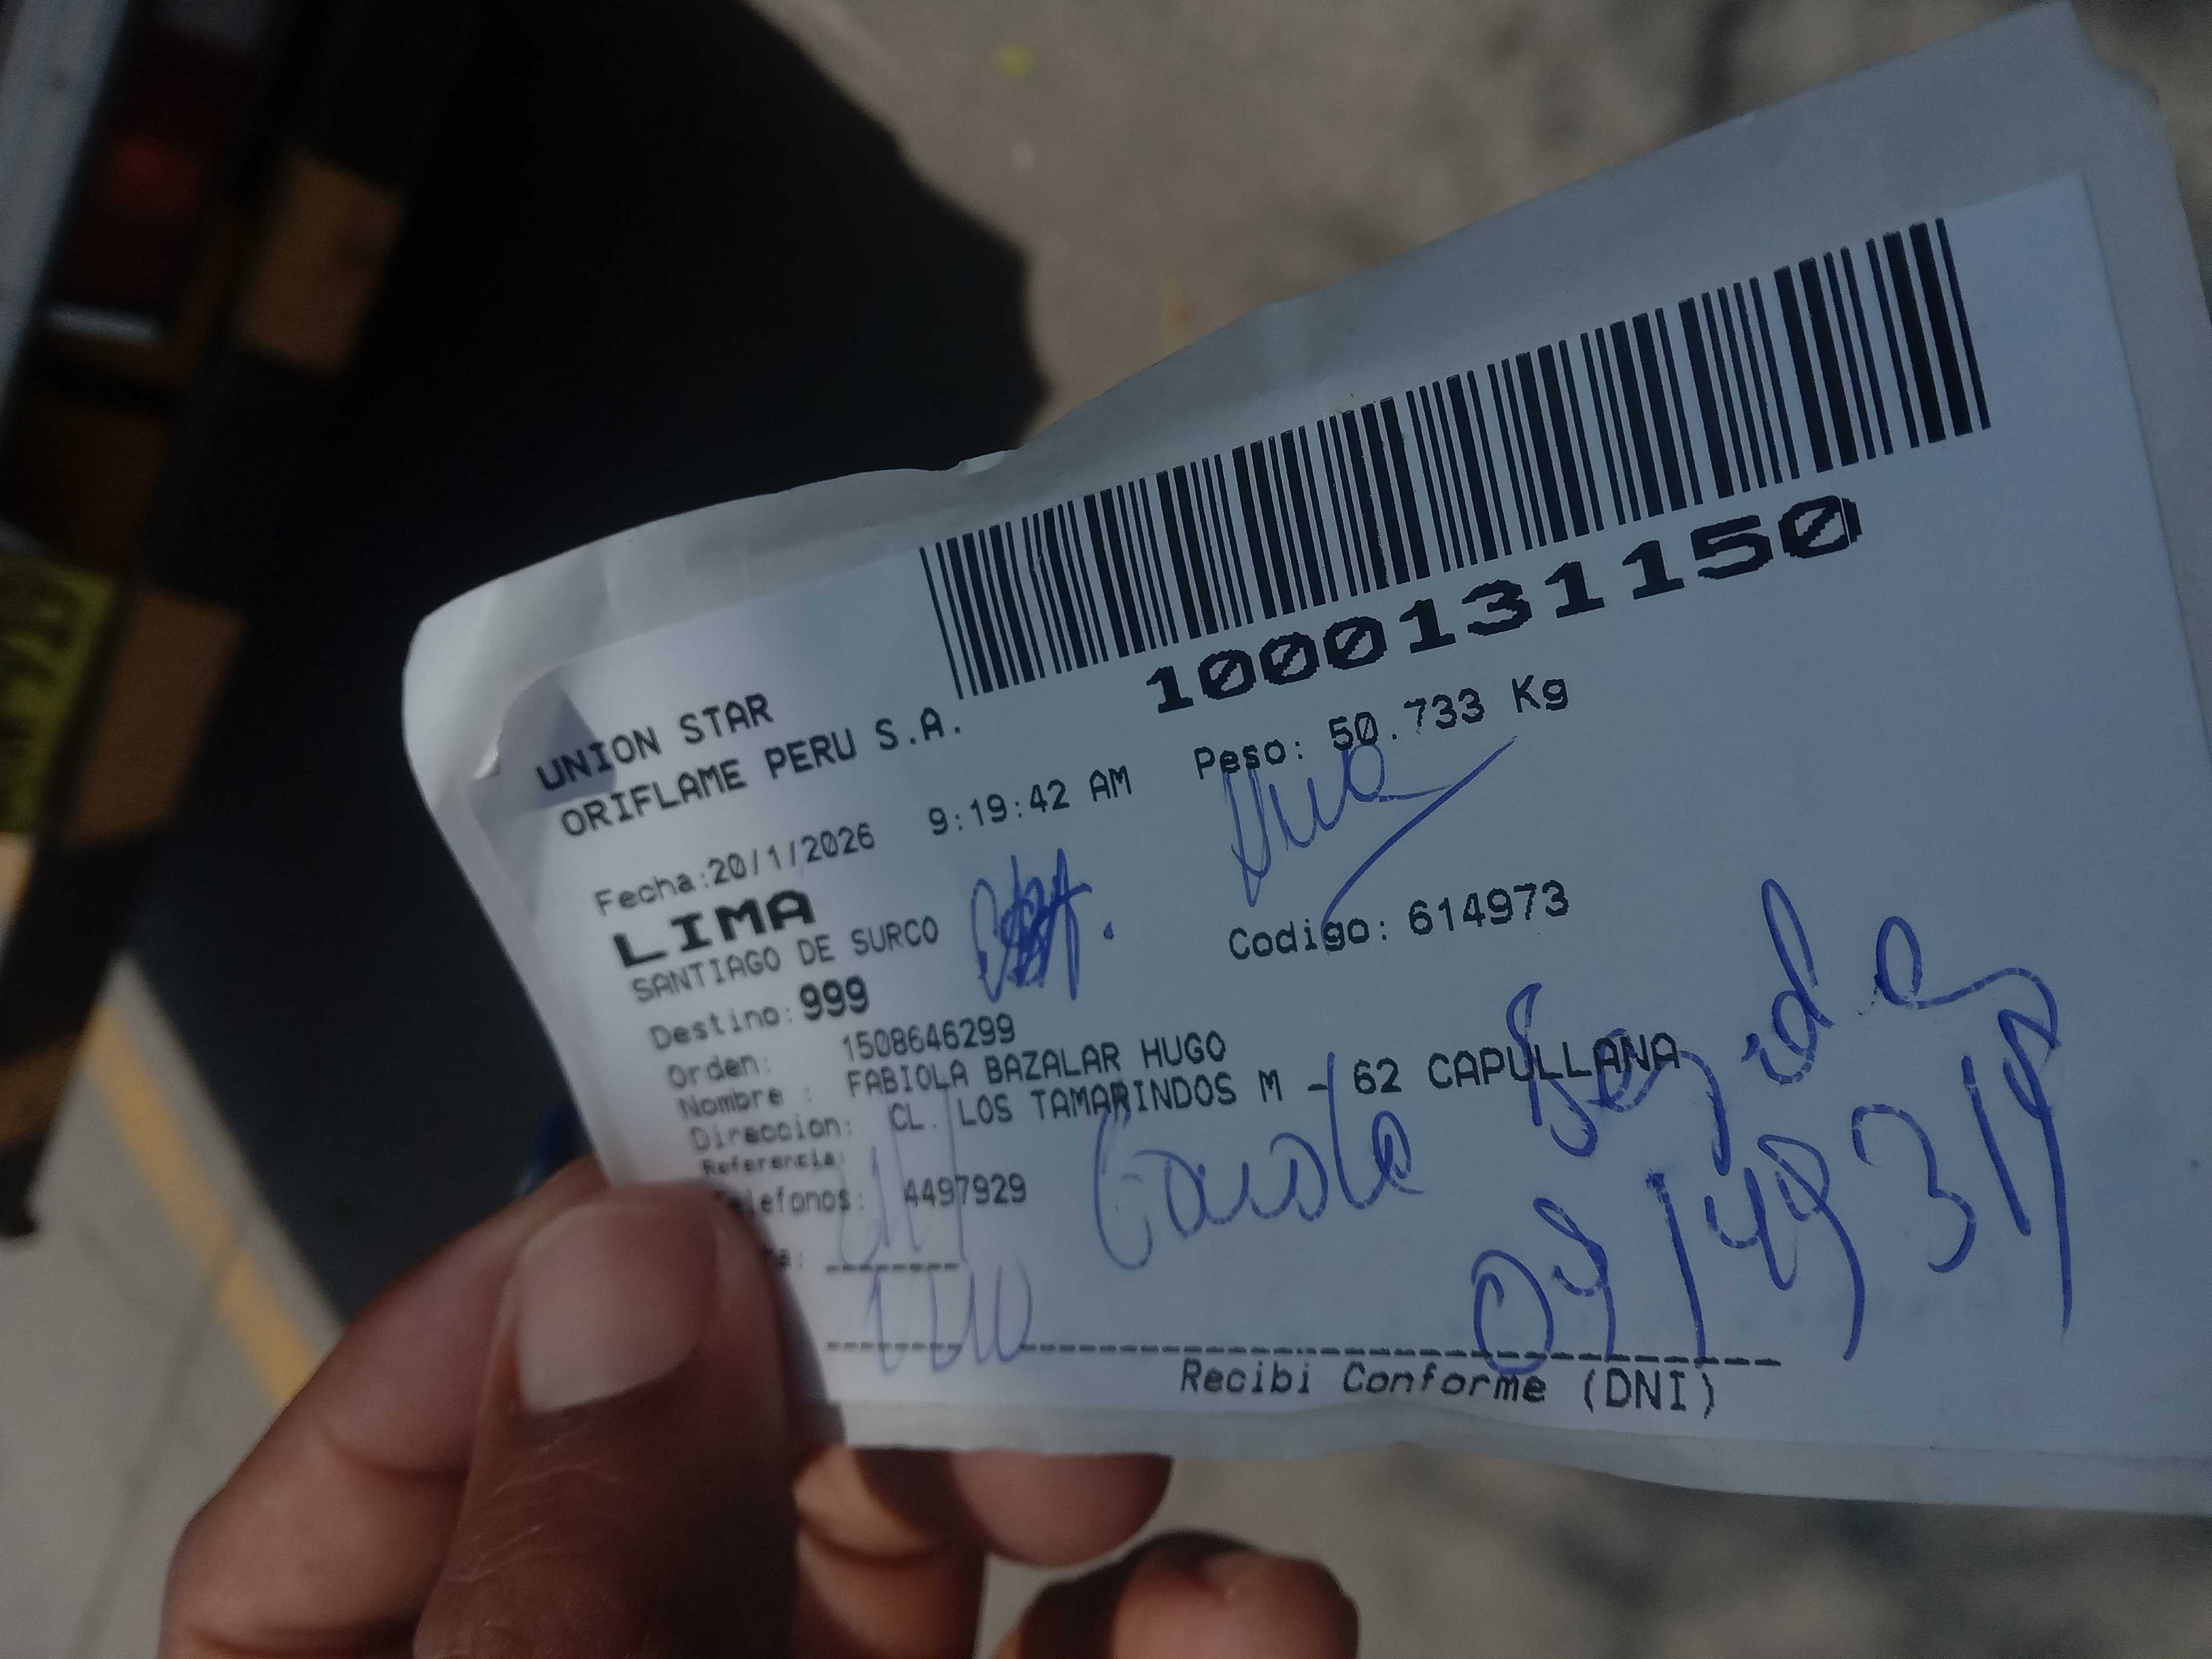 1000131150
UNION STAR
ORIFLAME PERU S.A.
Fecha:20/1/2026 9:19:42 AM Peso: 50.733 Kg
LIMA
SANTIAGO DE SURCO Codigo: 614973
Destino: 999
Orden: 1508646299
Nombre : FABIOLA BAZALAR HUGO
Direccion: CL. LOS TAMARINDOS M - 62 CAPULLANA
Referencia:
Telefonos: 4497929
Recibi Conforme (DNI)